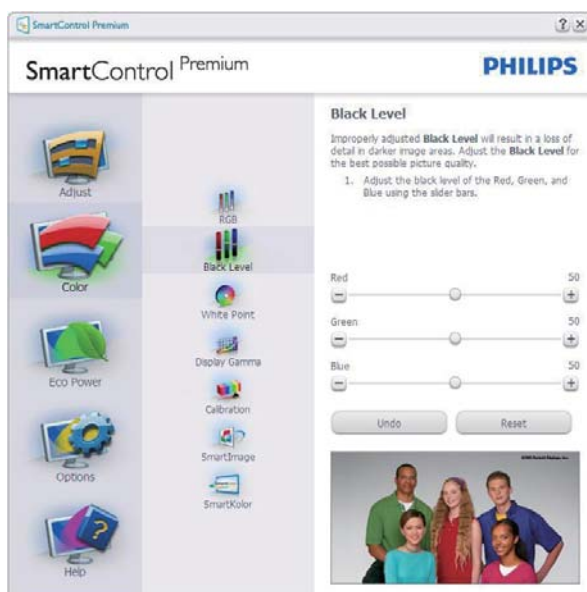 SmartControl Premium
SmartControl Premium
PHILIPS
Adjust
Color
Eco Power
Options
Help
RGB
Black Level
White Point
Display Gamma
Calibration
SmartImage
SmartKolor
Black Level
Improperly adjusted Black Level will result in a loss of
detail in darker image areas. Adjust the Black Level for
the best possible picture quality.
1. Adjust the black level of the Red, Green, and
Blue using the slider bars.
Red 50
Green 50
Blue 50
Undo
Reset